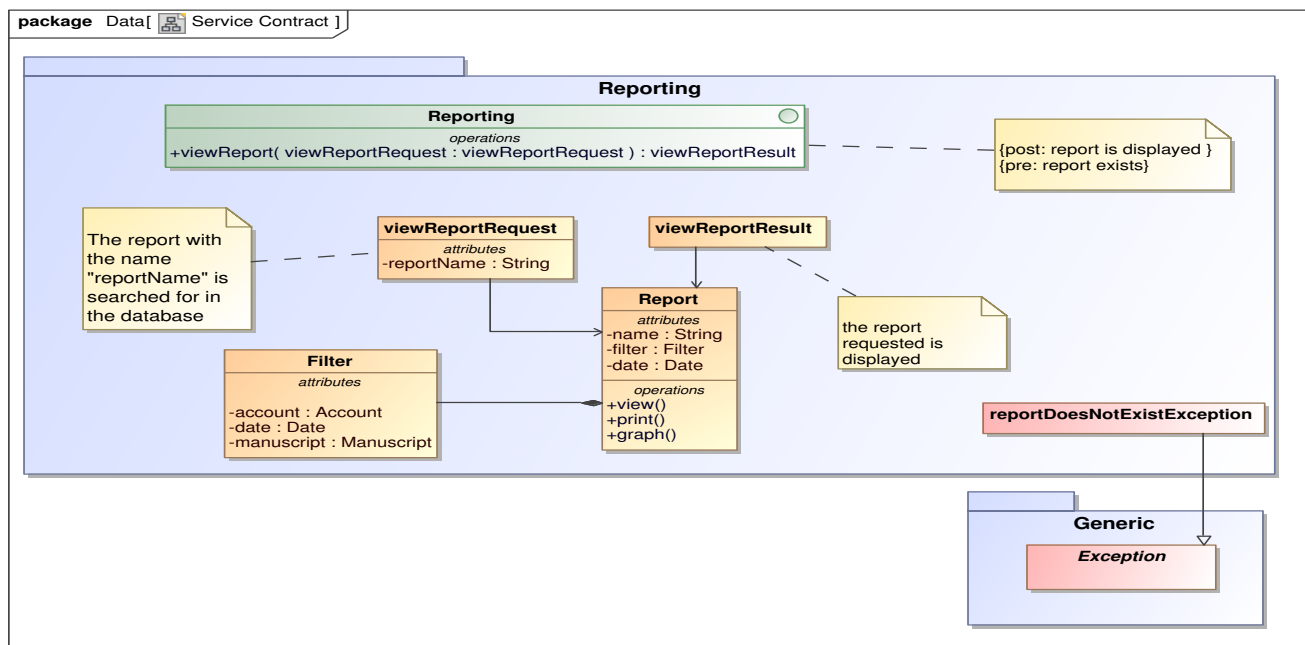 package Data[ Service Contract ]
Reporting
Reporting
operations
+viewReport( viewReportRequest : viewReportRequest ) : viewReportResult
{post: report is displayed }
{pre: report exists}
The report with
the name
"reportName" is
searched for in
the database
viewReportRequest
attributes
-reportName : String
viewReportResult
Report
attributes
-name : String
-filter : Filter
-date : Date
operations
+view()
+print()
+graph()
the report
requested is
displayed
Filter
attributes
-account : Account
-date : Date
-manuscript : Manuscript
reportDoesNotExistException
Generic
Exception